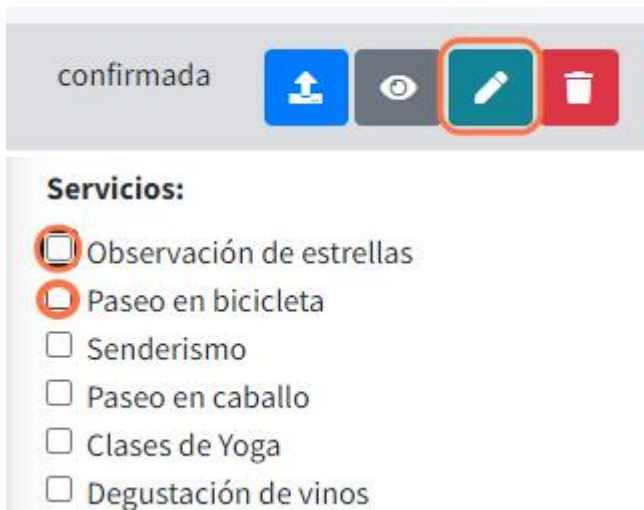 confirmada
Servicios:
Observación de estrellas
Paseo en bicicleta
Senderismo
Paseo en caballo
Clases de Yoga
Degustación de vinos